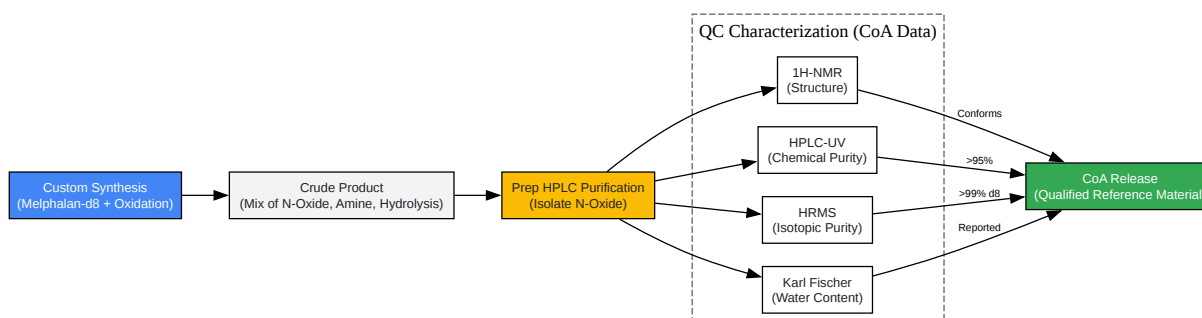 QC Characterization (CoA Data)
1H-NMR
(Structure)
Conforms
HPLC-UV
(Chemical Purity)
>95%
Custom Synthesis
(Melphalan-d8 + Oxidation)
Crude Product
(Mix of N-Oxide, Amine, Hydrolysis)
Prep HPLC Purification
(Isolate N-Oxide)
CoA Release
(Qualified Reference Material)
>99% d8
HRMS
(Isotopic Purity)
Reported
Karl Fischer
(Water Content)